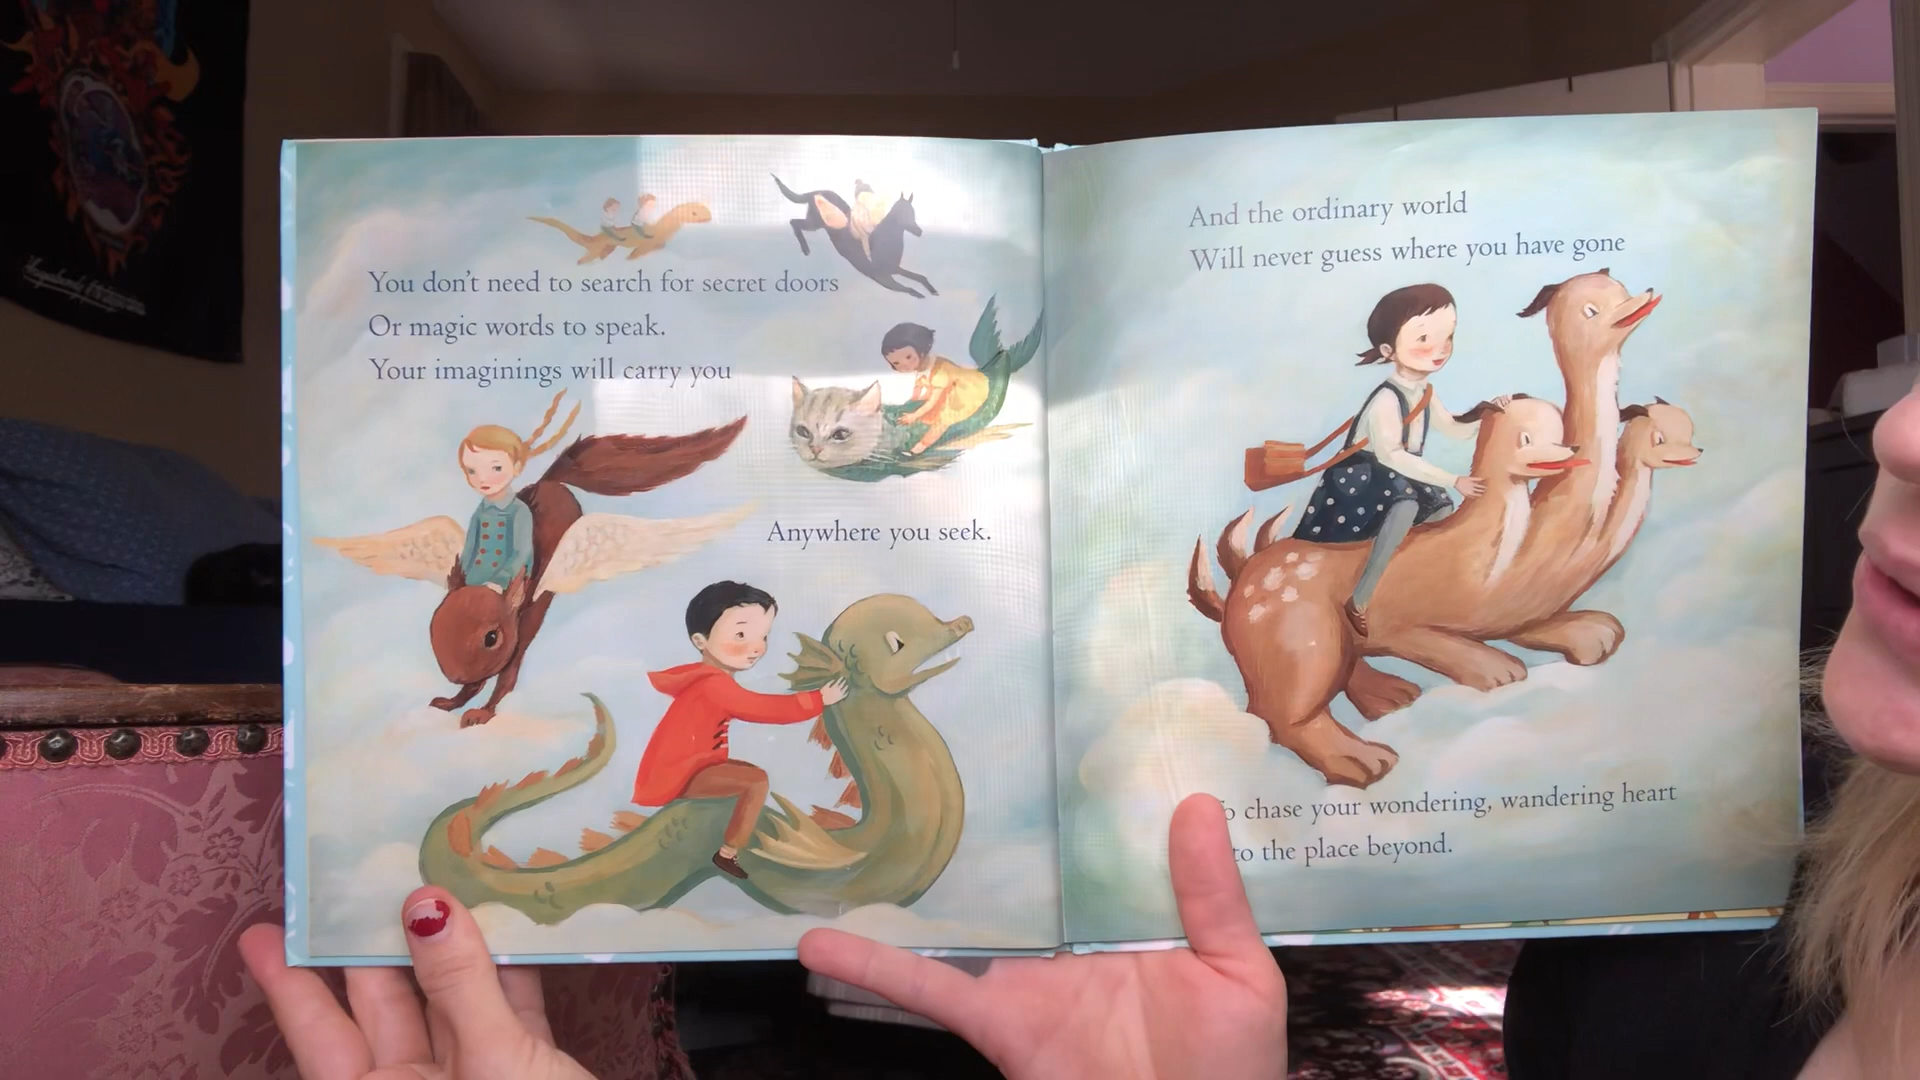 You don't need to search for secret doors
Or magic words to speak.
Your imaginings will carry you
Anywhere you seek.
And the ordinary world
Will never guess where you have gone
chase your wondering, wandering heart
to the place beyond.